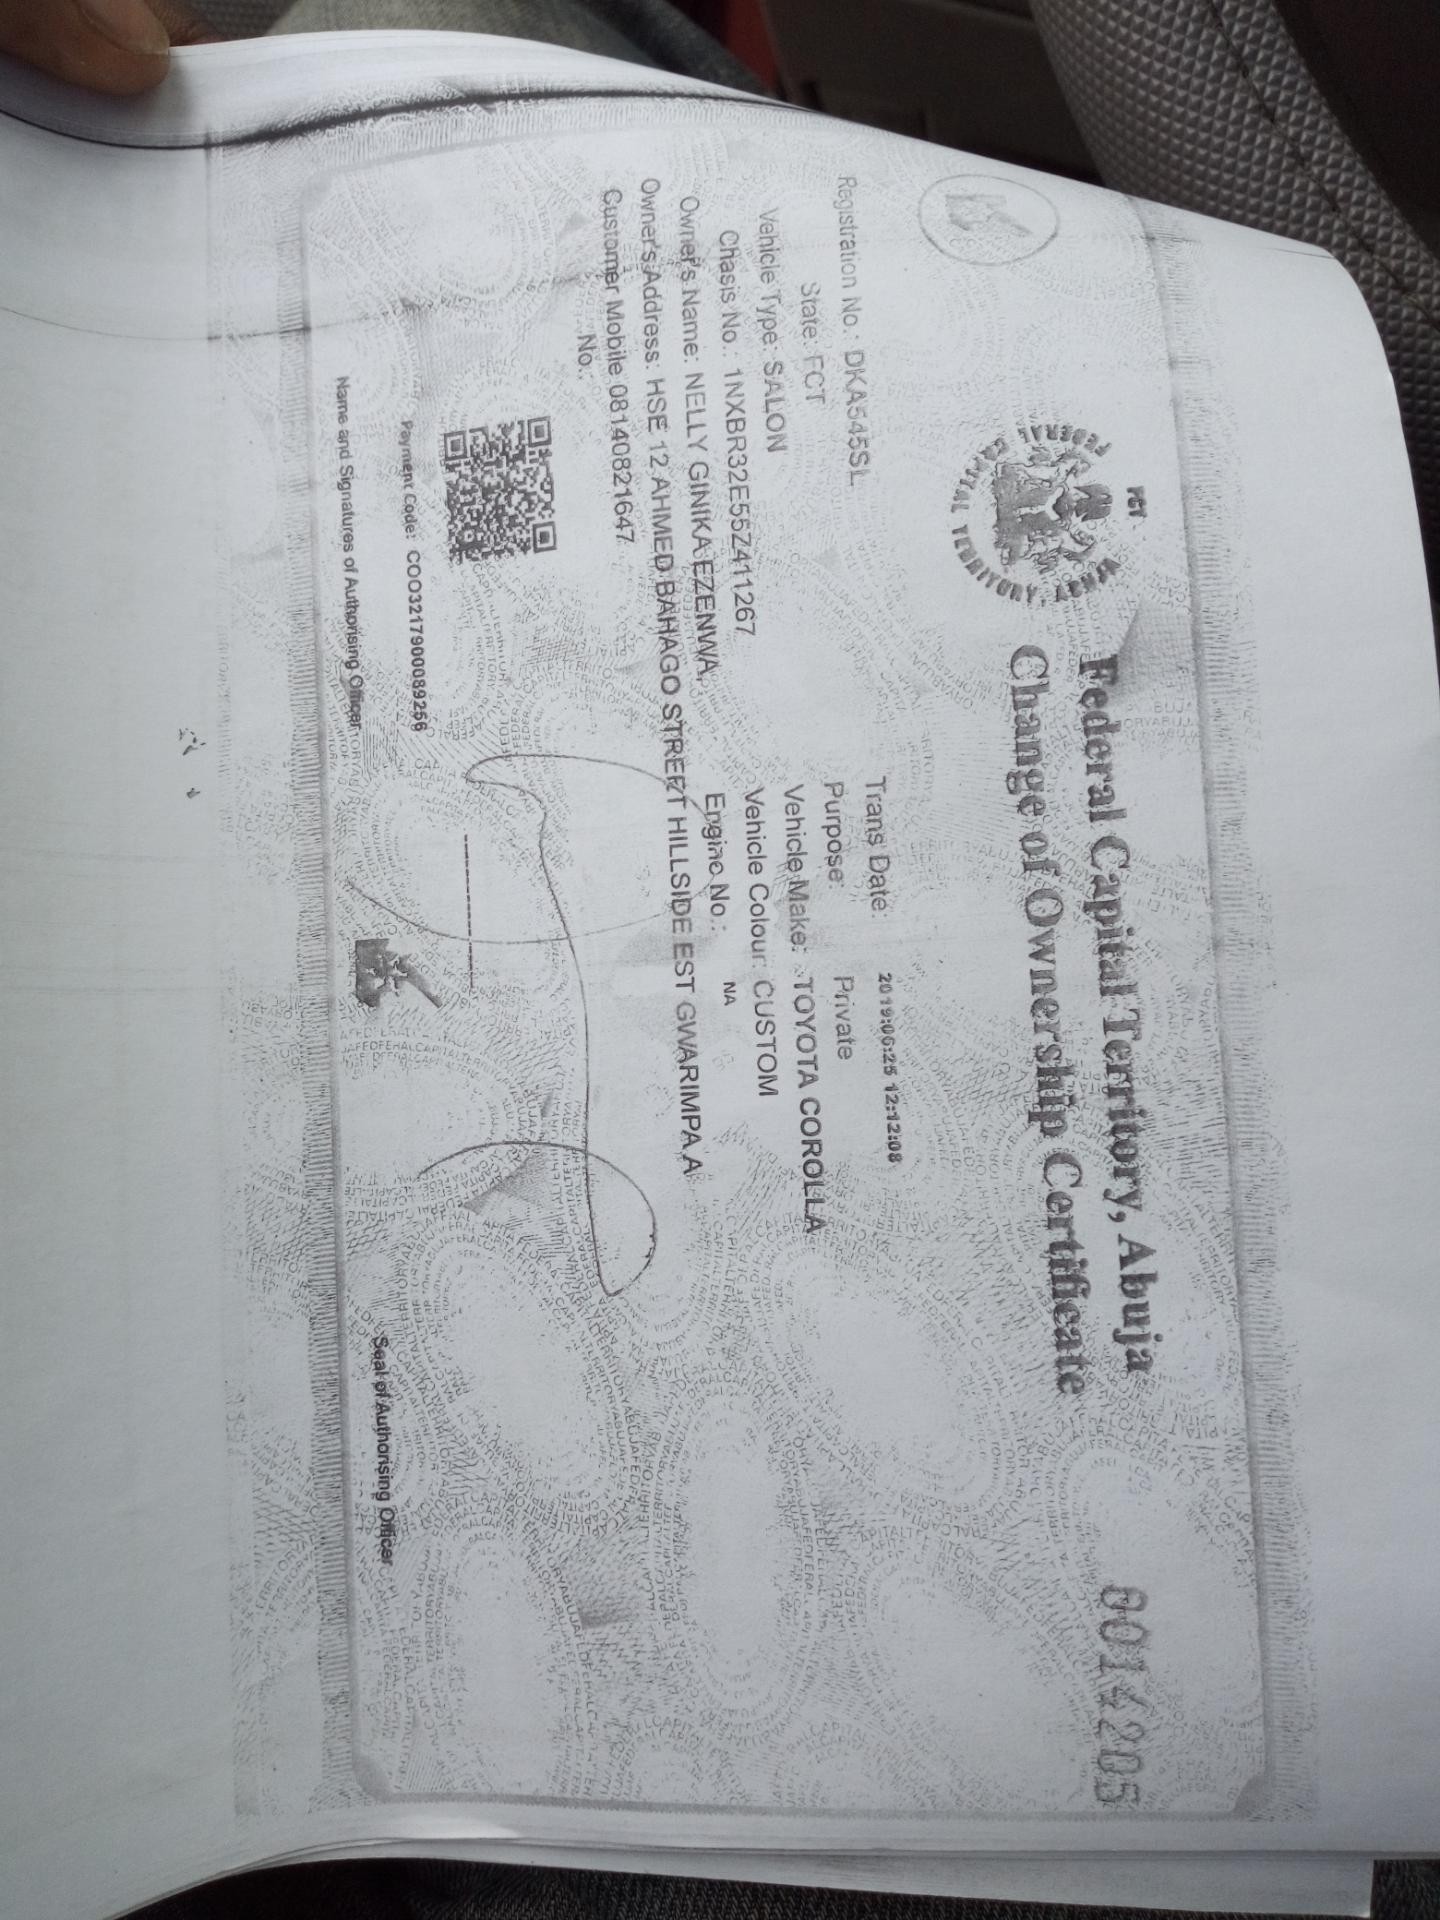 FCT
FEDERAL CAPITAL TERRITORY - ABUJA
Federal Capital Territory, Abuja
Change of Ownership Certificate
0014205
Registration No. : DKA545SL
State: FCT
Vehicle Type: SALON
Chasis No.: 1NXBR32E55Z411267
Owner's Name: NELLY GINIKA EZENWA,
Owner's Address: HSE 12 AHMED BAHAGO STREET HILLSIDE EST GWARIMPA A
Customer Mobile 08140821647
No.:
Trans Date: 2019:06:25 12:12:08
Purpose: Private
Vehicle Make: TOYOTA COROLLA
Vehicle Colour: CUSTOM
Engine No.: NA
Payment Code: COO3217900089256
Name and Signatures of Authorising Officer
Seal of Authorising Officer